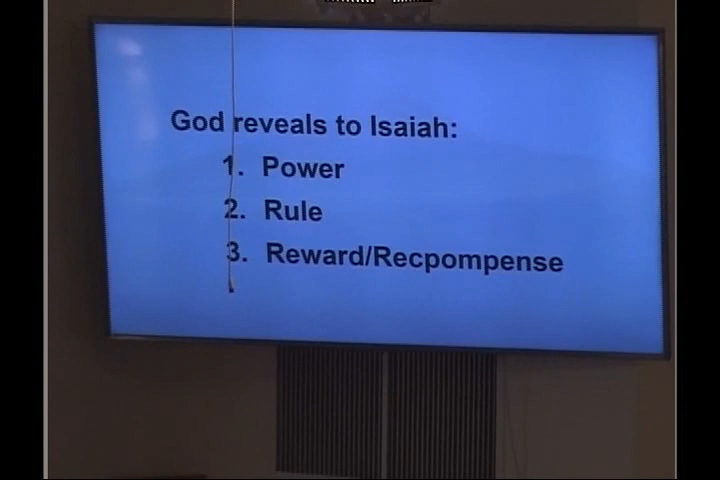 God reveals to Isaiah:
1. Power
2. Rule
3. Reward/Recpompense